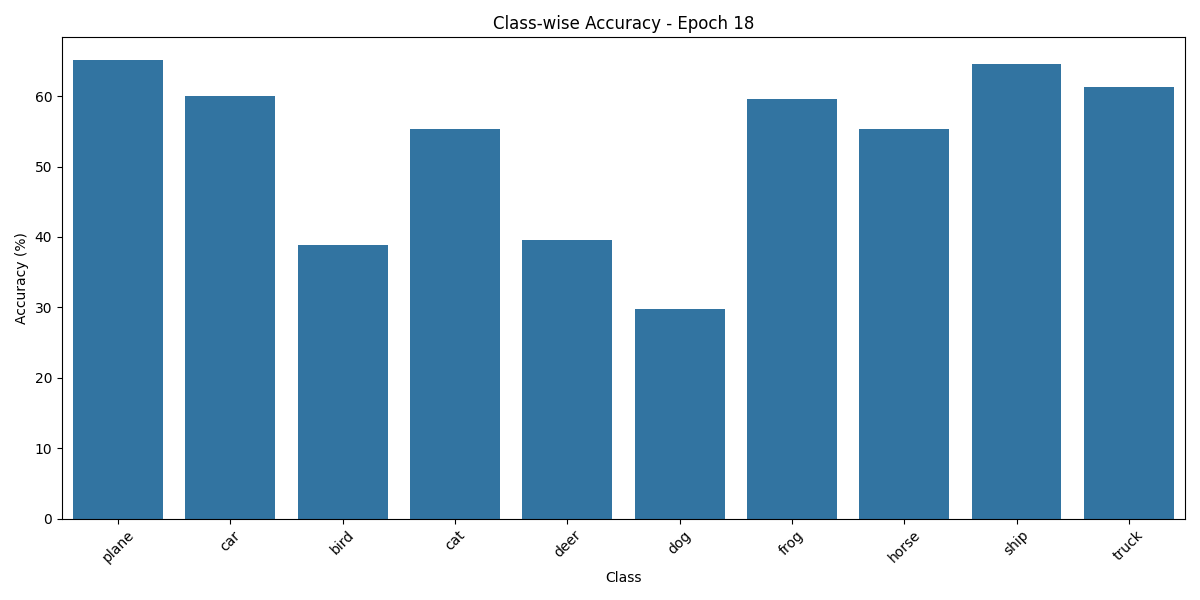 Class-wise Accuracy - Epoch 18
Accuracy (%)
60
50
40
30
20
10
0
plane
car
bird
cat
deer
dog
frog
horse
ship
truck
Class